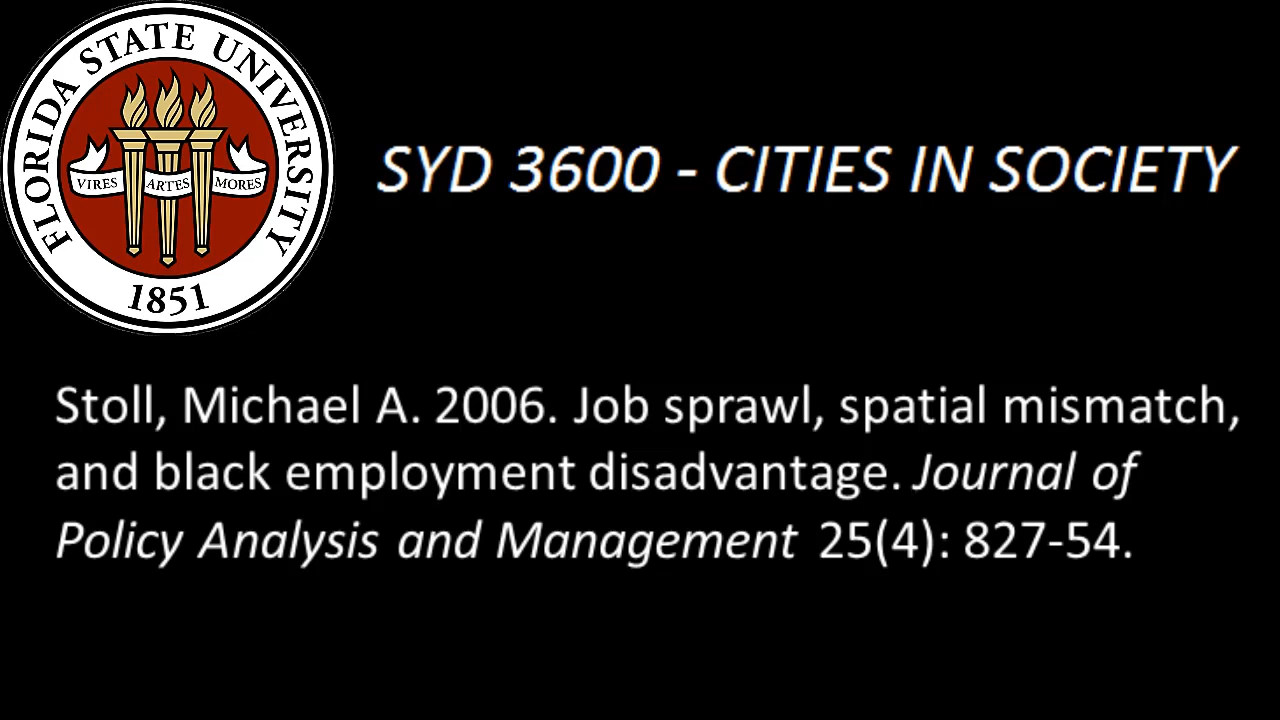 FLORIDA STATE UNIVERSITY
VIRES ARTES MORES
1851
SYD 3600 - CITIES IN SOCIETY
Stoll, Michael A. 2006. Job sprawl, spatial mismatch,
and black employment disadvantage. Journal of
Policy Analysis and Management 25(4): 827-54.